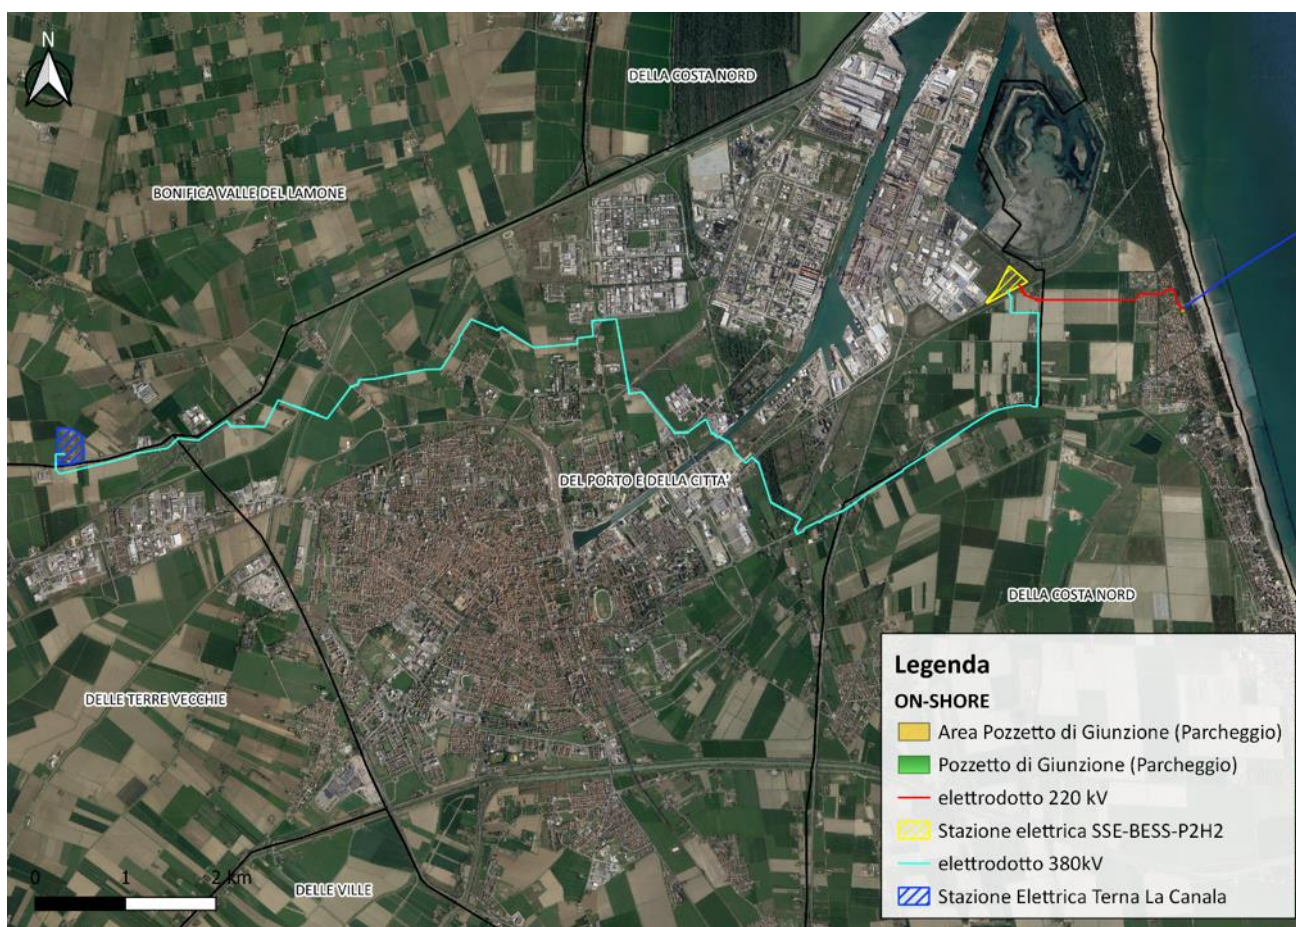 N
DELLA COSTA NORD
BONIFICA VALLE DEL LAMONE
DEL PORTO E DELLA CITTA'
DELLA COSTA NORD
DELLE TERRE VECCHIE
DELLE VILLE
0 1 2 km
Legenda
ON-SHORE
Area Pozzetto di Giunzione (Parcheggio)
Pozzetto di Giunzione (Parcheggio)
elettrodotto 220 kV
Stazione elettrica SSE-BESS-P2H2
elettrodotto 380kV
Stazione Elettrica Terna La Canala